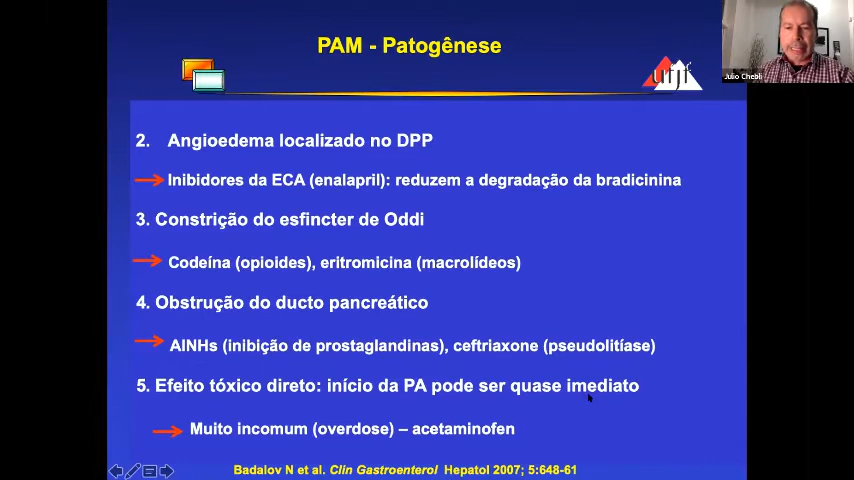 PAM - Patogênese
ufjf
Julio Chebli
2. Angioedema localizado no DPP
Inibidores da ECA (enalapril): reduzem a degradação da bradicinina
3. Constrição do esfincter de Oddi
Codeína (opioides), eritromicina (macrolídeos)
4. Obstrução do ducto pancreático
AINHs (inibição de prostaglandinas), ceftriaxone (pseudolitíase)
5. Efeito tóxico direto: início da PA pode ser quase imediato
Muito incomum (overdose) – acetaminofen
Badalov N et al. Clin Gastroenterol Hepatol 2007; 5:648-61